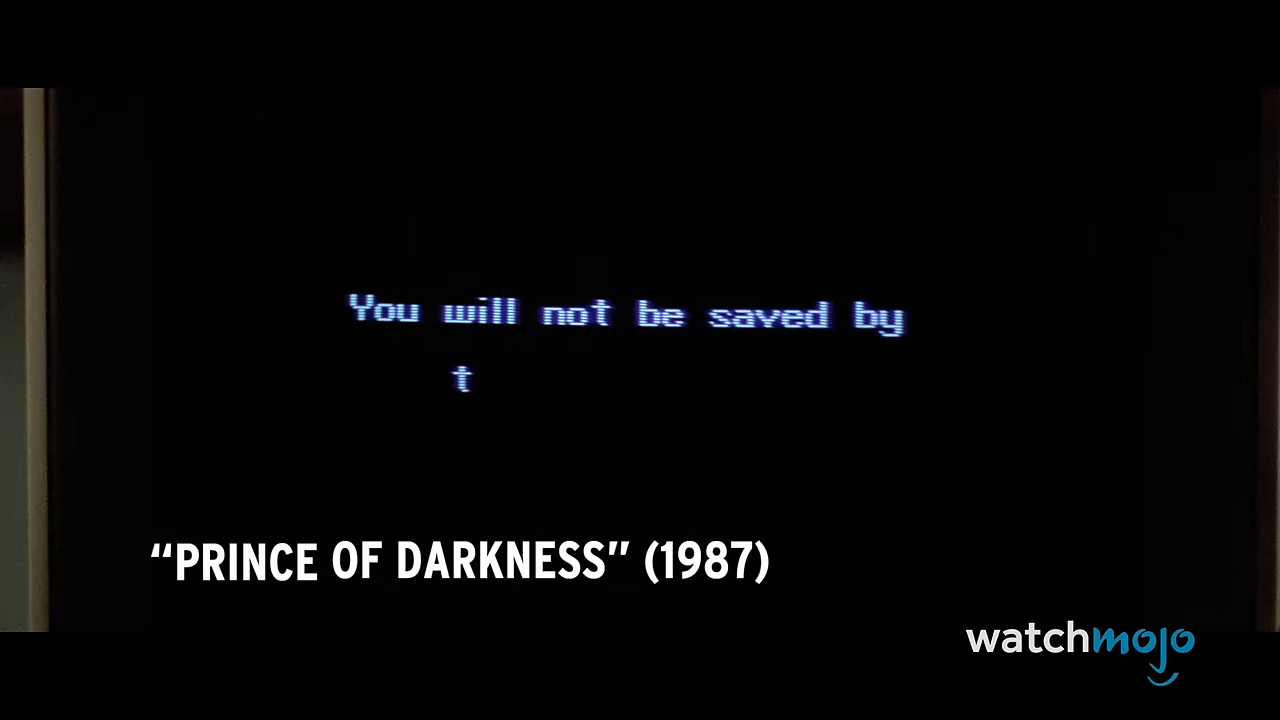 You will not be saved by
t
“PRINCE OF DARKNESS” (1987)
watchmojo